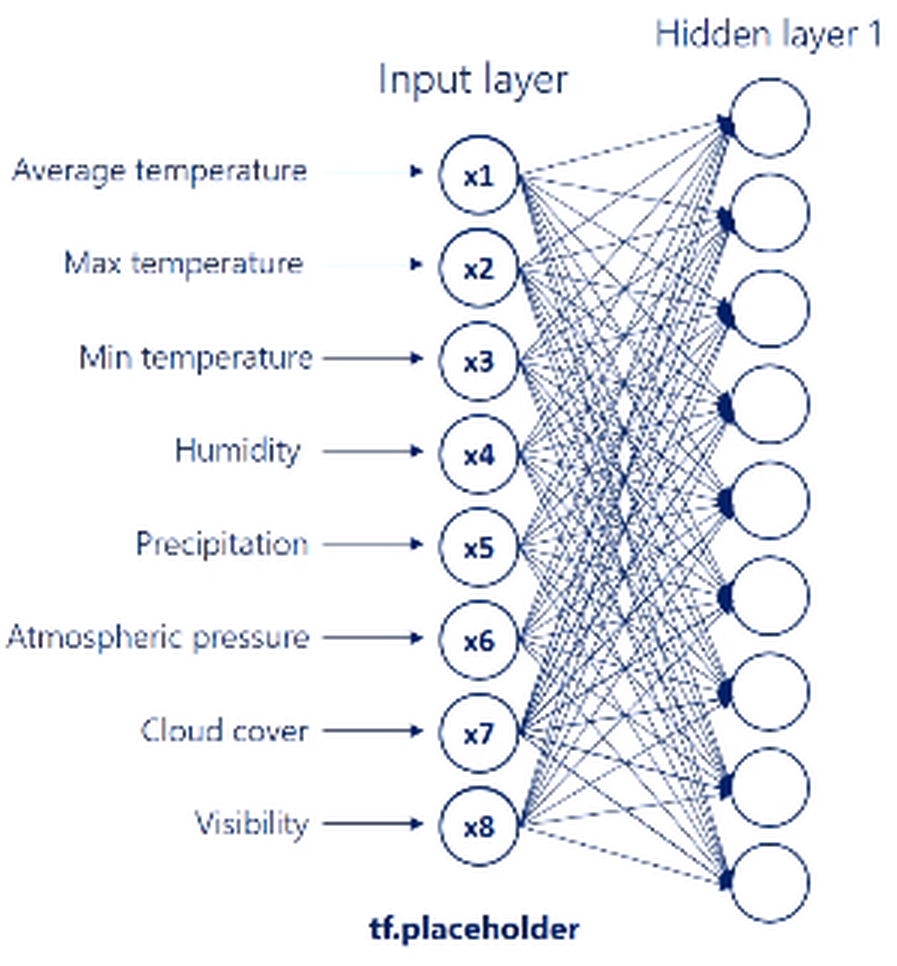 Hidden layer 1
Input layer
Average temperature
x1
Max temperature
x2
Min temperature
x3
Humidity
x4
Precipitation
x5
Atmospheric pressure
x6
Cloud cover
x7
Visibility
x8
tf.placeholder